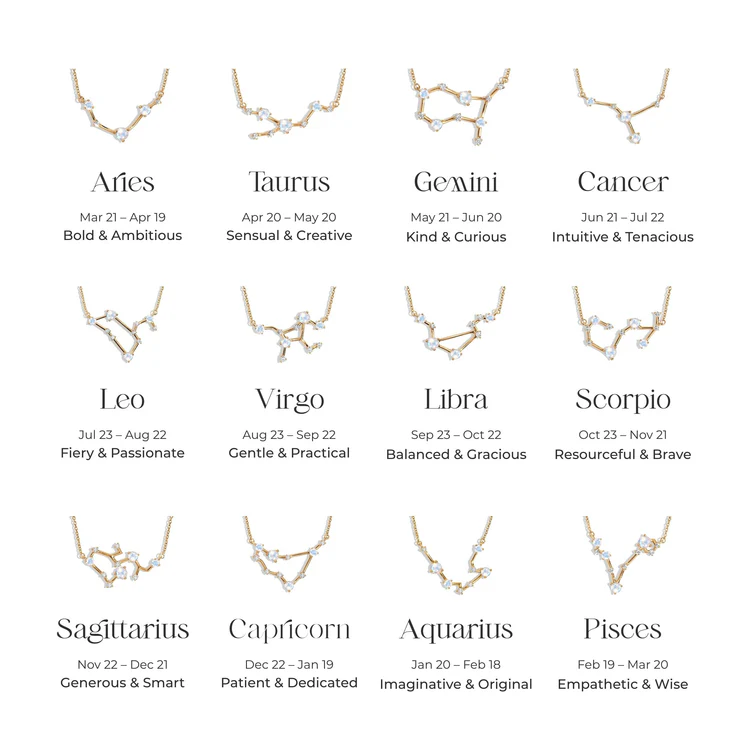 Aries
Mar 21 – Apr 19
Bold & Ambitious
Taurus
Apr 20 – May 20
Sensual & Creative
Gemini
May 21 – Jun 20
Kind & Curious
Cancer
Jun 21 – Jul 22
Intuitive & Tenacious
Leo
Jul 23 – Aug 22
Fiery & Passionate
Virgo
Aug 23 – Sep 22
Gentle & Practical
Libra
Sep 23 – Oct 22
Balanced & Gracious
Scorpio
Oct 23 – Nov 21
Resourceful & Brave
Sagittarius
Nov 22 – Dec 21
Generous & Smart
Capricorn
Dec 22 – Jan 19
Patient & Dedicated
Aquarius
Jan 20 – Feb 18
Imaginative & Original
Pisces
Feb 19 – Mar 20
Empathetic & Wise